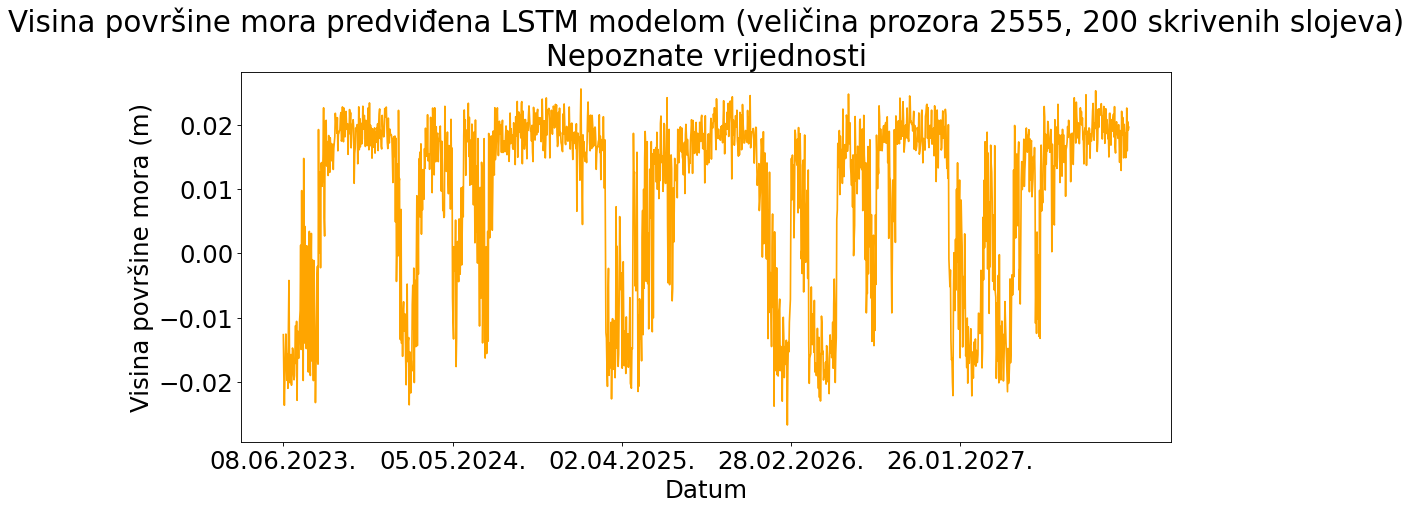 Visina površine mora predviđena LSTM modelom (veličina prozora 2555, 200 skrivenih slojeva)
Nepoznate vrijednosti
Visina površine mora (m)
0.02
0.01
0.00
−0.01
−0.02
08.06.2023. 05.05.2024. 02.04.2025. 28.02.2026. 26.01.2027.
Datum